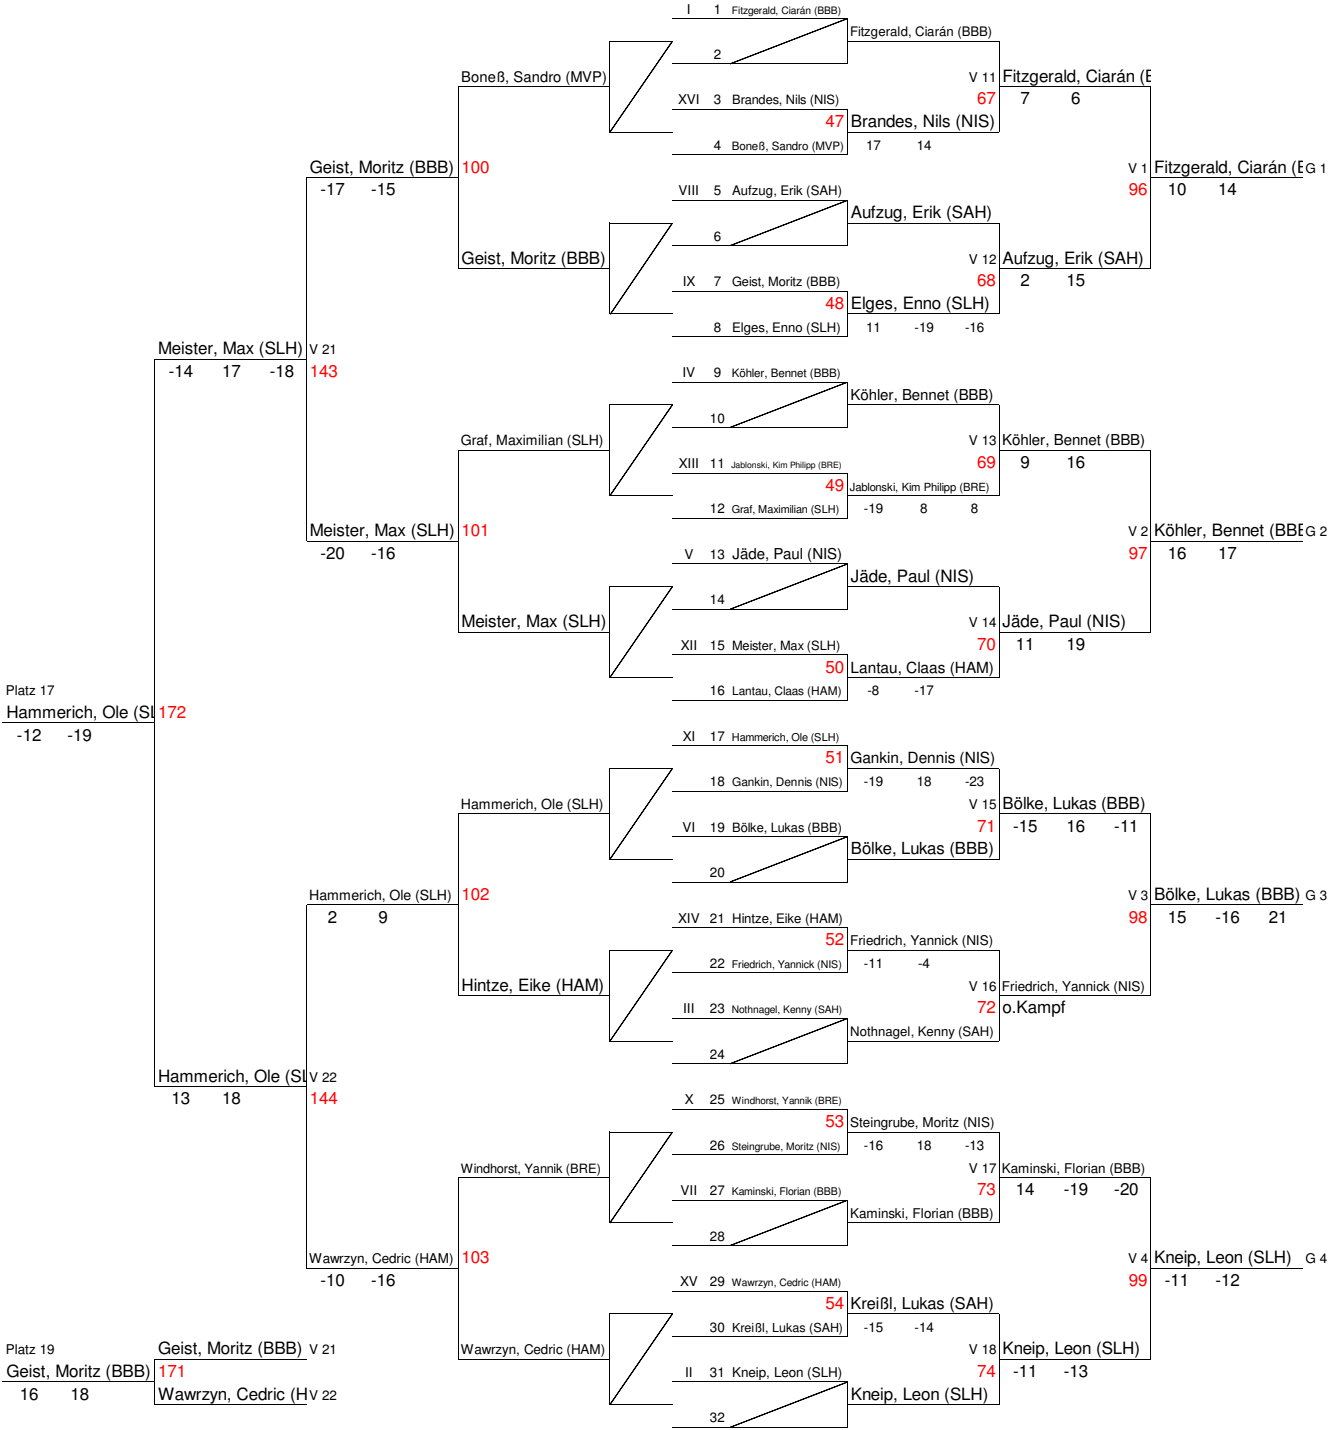 I 1 Fitzgerald, Ciarán (BBB)
Fitzgerald, Ciarán (BBB)
2
Boneß, Sandro (MVP)
V 11 Fitzgerald, Ciarán (E
67 7 6
XVI 3 Brandes, Nils (NIS)
47 Brandes, Nils (NIS)
4 Boneß, Sandro (MVP) 17 14
Geist, Moritz (BBB) 100
-17 -15
V 1 Fitzgerald, Ciarán (E G 1
96 10 14
VIII 5 Aufzug, Erik (SAH)
Aufzug, Erik (SAH)
6
Geist, Moritz (BBB)
V 12 Aufzug, Erik (SAH)
68 2 15
IX 7 Geist, Moritz (BBB)
48 Elges, Enno (SLH)
8 Elges, Enno (SLH) 11 -19 -16
Meister, Max (SLH) V 21
-14 17 -18 143
IV 9 Köhler, Bennet (BBB)
Köhler, Bennet (BBB)
10
Graf, Maximilian (SLH)
V 13 Köhler, Bennet (BBB)
69 9 16
XIII 11 Jablonski, Kim Philipp (BRE)
49 Jablonski, Kim Philipp (BRE)
12 Graf, Maximilian (SLH) -19 8 8
Meister, Max (SLH) 101
-20 -16
V 2 Köhler, Bennet (BBE G 2
97 16 17
V 13 Jäde, Paul (NIS)
Jäde, Paul (NIS)
14
Meister, Max (SLH)
V 14 Jäde, Paul (NIS)
70 11 19
XII 15 Meister, Max (SLH)
50 Lantau, Claas (HAM)
16 Lantau, Claas (HAM) -8 -17
Platz 17
Hammerich, Ole (SL 172
-12 -19
XI 17 Hammerich, Ole (SLH)
51 Gankin, Dennis (NIS)
18 Gankin, Dennis (NIS) -19 18 -23
Hammerich, Ole (SLH)
V 15 Bölke, Lukas (BBB)
71 -15 16 -11
VI 19 Bölke, Lukas (BBB)
Bölke, Lukas (BBB)
20
Hammerich, Ole (SLH) 102
2 9
V 3 Bölke, Lukas (BBB) G 3
98 15 -16 21
XIV 21 Hintze, Eike (HAM)
52 Friedrich, Yannick (NIS)
22 Friedrich, Yannick (NIS) -11 -4
Hintze, Eike (HAM)
V 16 Friedrich, Yannick (NIS)
72 o.Kampf
III 23 Nothnagel, Kenny (SAH)
Nothnagel, Kenny (SAH)
24
Hammerich, Ole (SL V 22
13 18 144
X 25 Windhorst, Yannik (BRE)
53 Steingrube, Moritz (NIS)
26 Steingrube, Moritz (NIS) -16 18 -13
Windhorst, Yannik (BRE)
V 17 Kaminski, Florian (BBB)
73 14 -19 -20
VII 27 Kaminski, Florian (BBB)
Kaminski, Florian (BBB)
28
Wawrzyn, Cedric (HAM) 103
-10 -16
V 4 Kneip, Leon (SLH) G 4
99 -11 -12
XV 29 Wawrzyn, Cedric (HAM)
54 Kreißl, Lukas (SAH)
30 Kreißl, Lukas (SAH) -15 -14
Wawrzyn, Cedric (HAM)
V 18 Kneip, Leon (SLH)
74 -11 -13
II 31 Kneip, Leon (SLH)
Kneip, Leon (SLH)
32
Platz 19
Geist, Moritz (BBB) V 21
Geist, Moritz (BBB) 171
16 18
Wawrzyn, Cedric (H V 22